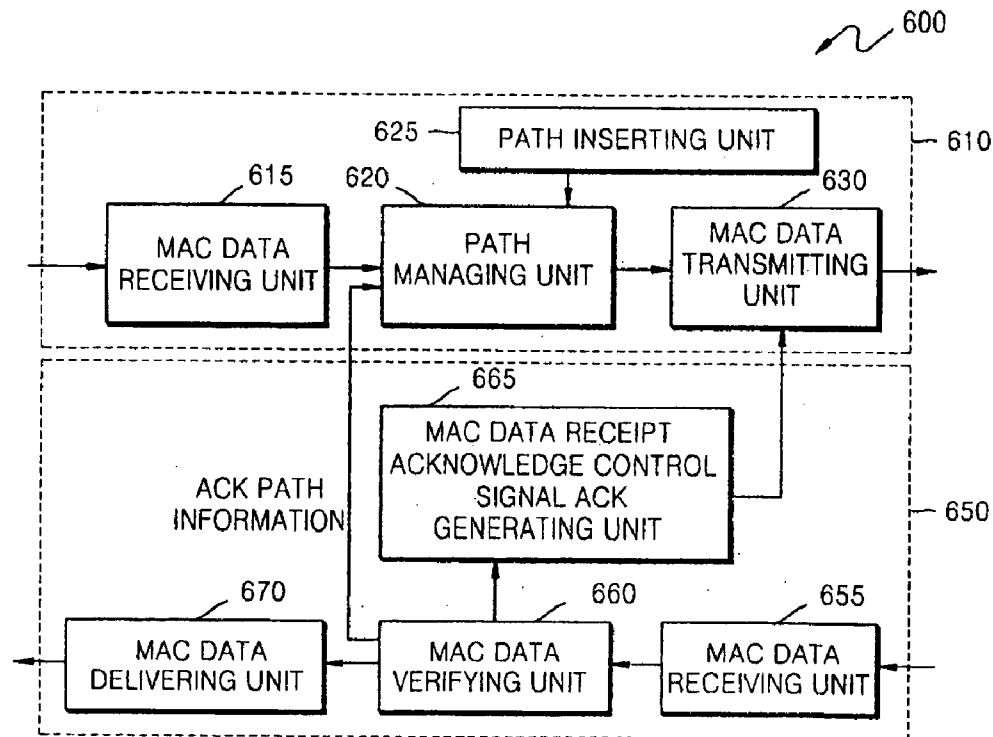 600
625
PATH INSERTING UNIT
610
615
620
630
MAC DATA
RECEIVING UNIT
PATH
MANAGING UNIT
MAC DATA
TRANSMITTING
UNIT
665
MAC DATA RECEIPT
ACKNOWLEDGE CONTROL
SIGNAL ACK
GENERATING UNIT
ACK PATH
INFORMATION
650
670
660
655
MAC DATA
DELIVERING UNIT
MAC DATA
VERIFYING UNIT
MAC DATA
RECEIVING UNIT